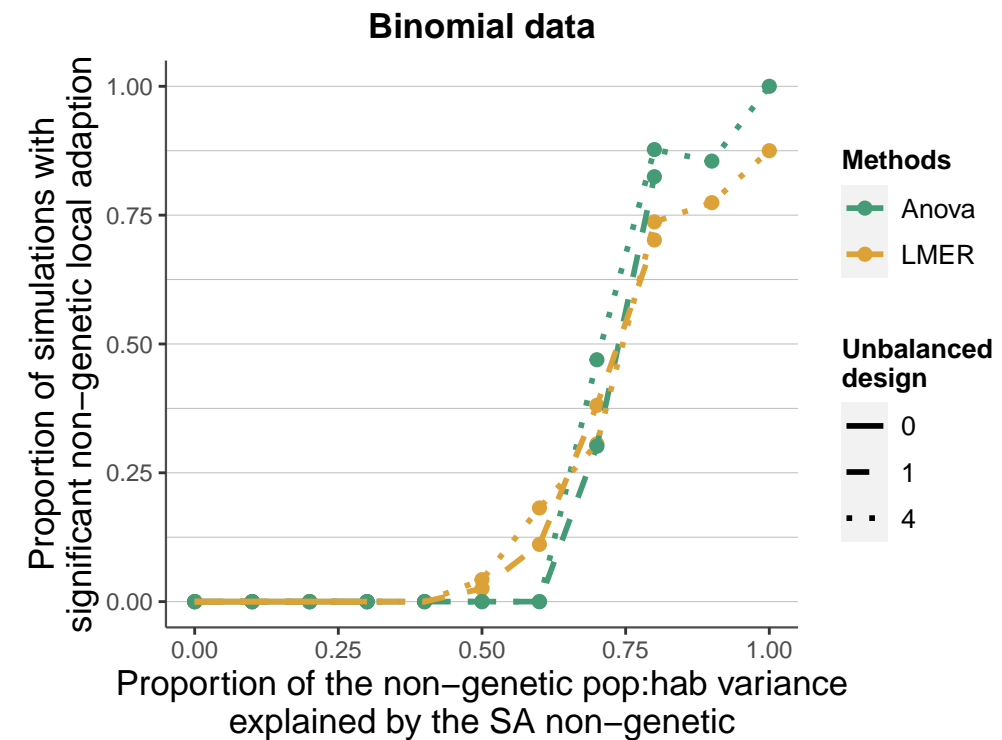 Binomial data
Proportion of simulations with
significant non−genetic local adaption
1.00
0.75
0.50
0.25
0.00
0.00 0.25 0.50 0.75 1.00
Proportion of the non−genetic pop:hab variance
explained by the SA non−genetic
Methods
Anova
LMER
Unbalanced
design
0
1
4